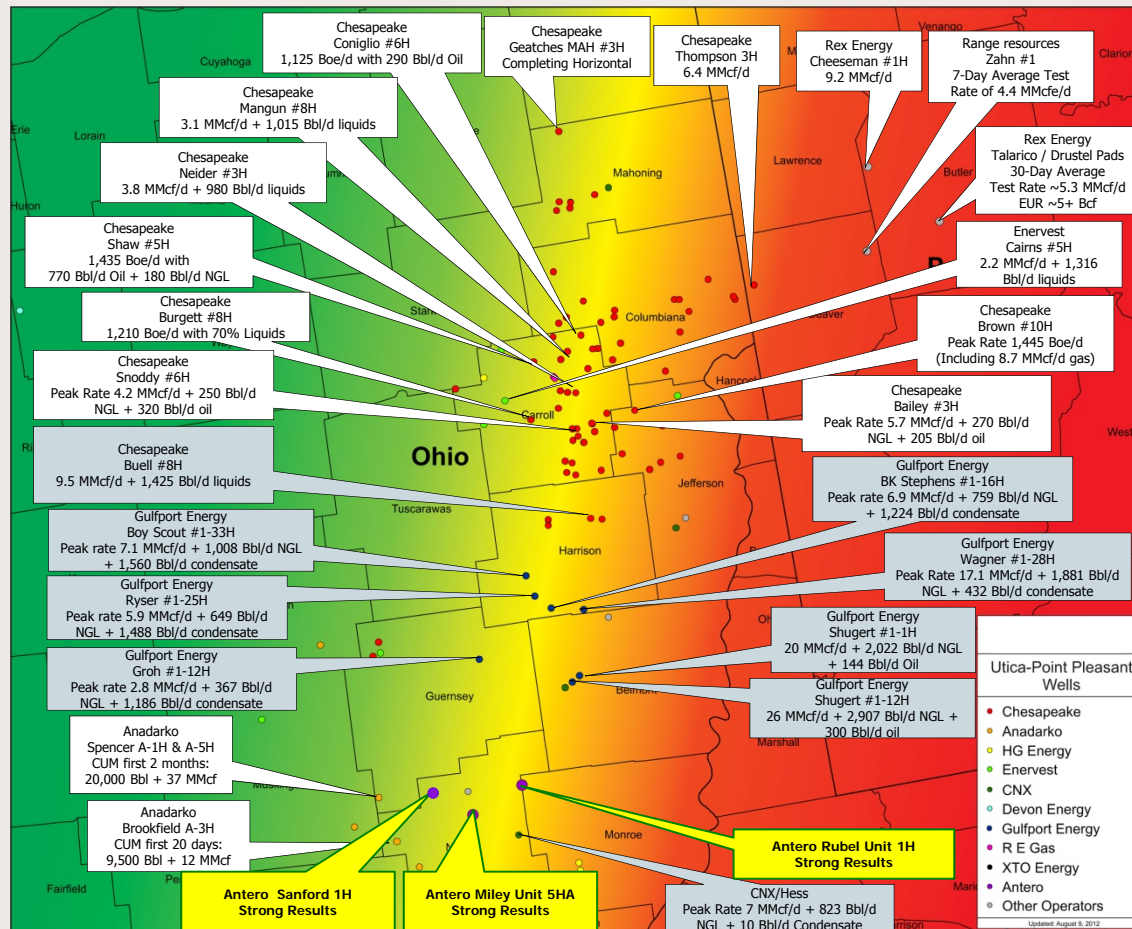 Chesapeake
Coniglio #6H
1,125 Boe/d with 290 Bbl/d Oil
Chesapeake
Geatches MAH #3H
Completing Horizontal
Chesapeake
Thompson 3H
6.4 MMcf/d
Rex Energy
Cheeseman #1H
9.2 MMcf/d
Range resources
Zahn #1
7-Day Average Test
Rate of 4.4 MMcfe/d
Venango
Clarion
Cuyahoga
Chesapeake
Mangun #8H
3.1 MMcf/d + 1,015 Bbl/d liquids
Erie
Lorain
Rex Energy
Talarico / Drustel Pads
30-Day Average
Test Rate ~5.3 MMcf/d
EUR ~5+ Bcf
Lawrence
Butler
Mahoning
Chesapeake
Neider #3H
3.8 MMcf/d + 980 Bbl/d liquids
Huron
Chesapeake
Shaw #5H
1,435 Boe/d with
770 Bbl/d Oil + 180 Bbl/d NGL
Enervest
Cairns #5H
2.2 MMcf/d + 1,316
Bbl/d liquids
Columbiana
Chesapeake
Burgett #8H
1,210 Boe/d with 70% Liquids
Chesapeake
Brown #10H
Peak Rate 1,445 Boe/d
(Including 8.7 MMcf/d gas)
Chesapeake
Snoddy #6H
Peak Rate 4.2 MMcf/d + 250 Bbl/d
NGL + 320 Bbl/d oil
Carroll
Chesapeake
Bailey #3H
Peak Rate 5.7 MMcf/d + 270 Bbl/d
NGL + 205 Bbl/d oil
Ohio
Chesapeake
Buell #8H
9.5 MMcf/d + 1,425 Bbl/d liquids
Jefferson
Gulfport Energy
BK Stephens #1-16H
Peak rate 6.9 MMcf/d + 759 Bbl/d NGL
+ 1,224 Bbl/d condensate
Tuscarawas
Harrison
Gulfport Energy
Boy Scout #1-33H
Peak rate 7.1 MMcf/d + 1,008 Bbl/d NGL
+ 1,560 Bbl/d condensate
Gulfport Energy
Wagner #1-28H
Peak Rate 17.1 MMcf/d + 1,881 Bbl/d
NGL + 432 Bbl/d condensate
Gulfport Energy
Ryser #1-25H
Peak rate 5.9 MMcf/d + 649 Bbl/d
NGL + 1,488 Bbl/d condensate
Gulfport Energy
Shugert #1-1H
20 MMcf/d + 2,022 Bbl/d NGL
+ 144 Bbl/d Oil
Gulfport Energy
Groh #1-12H
Peak rate 2.8 MMcf/d + 367 Bbl/d
NGL + 1,186 Bbl/d condensate
Guernsey
Belmont
Gulfport Energy
Shugert #1-12H
26 MMcf/d + 2,907 Bbl/d NGL +
300 Bbl/d oil
Marshall
Anadarko
Spencer A-1H & A-5H
CUM first 2 months:
20,000 Bbl + 37 MMcf
Anadarko
Brookfield A-3H
CUM first 20 days:
9,500 Bbl + 12 MMcf
Monroe
Fairfield
Antero Rubel Unit 1H
Strong Results
Antero Sanford 1H
Strong Results
Antero Miley Unit 5HA
Strong Results
CNX/Hess
Peak Rate 7 MMcf/d + 823 Bbl/d
NGL + 10 Bbl/d Condensate
Utica-Point Pleasant
Wells
Chesapeake
Anadarko
HG Energy
Enervest
CNX
Devon Energy
Gulfport Energy
R E Gas
XTO Energy
Antero
Other Operators
Updated: August 9, 2012